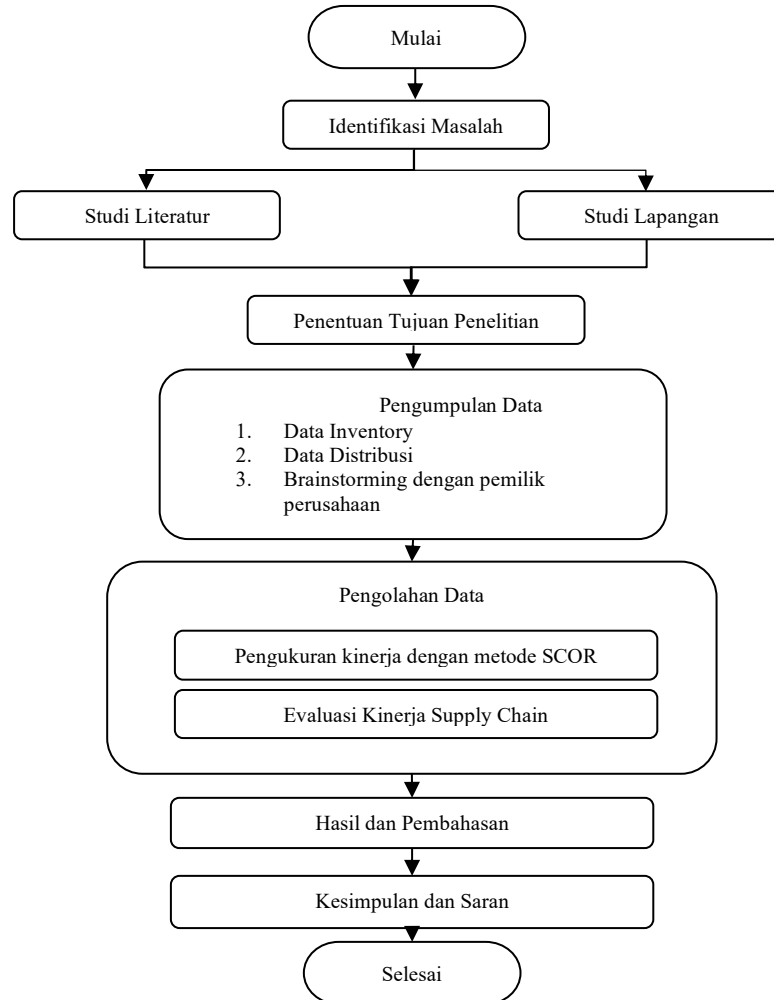 Mulai
Identifikasi Masalah
Studi Literatur
Studi Lapangan
Penentuan Tujuan Penelitian
Pengumpulan Data
1. Data Inventory
2. Data Distribusi
3. Brainstorming dengan pemilik
perusahaan
Pengolahan Data
Pengukuran kinerja dengan metode SCOR
Evaluasi Kinerja Supply Chain
Hasil dan Pembahasan
Kesimpulan dan Saran
Selesai